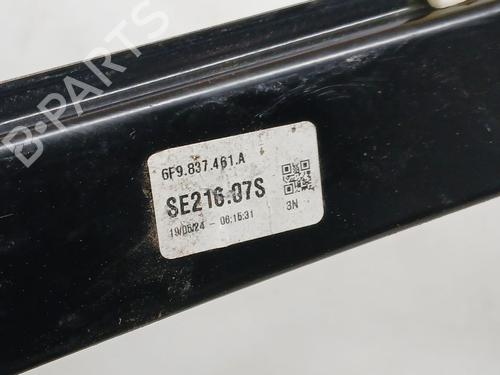 B-PARTS
6F9.837.461.A
SE216.07S
19/06/24 - 06:15:31
3N